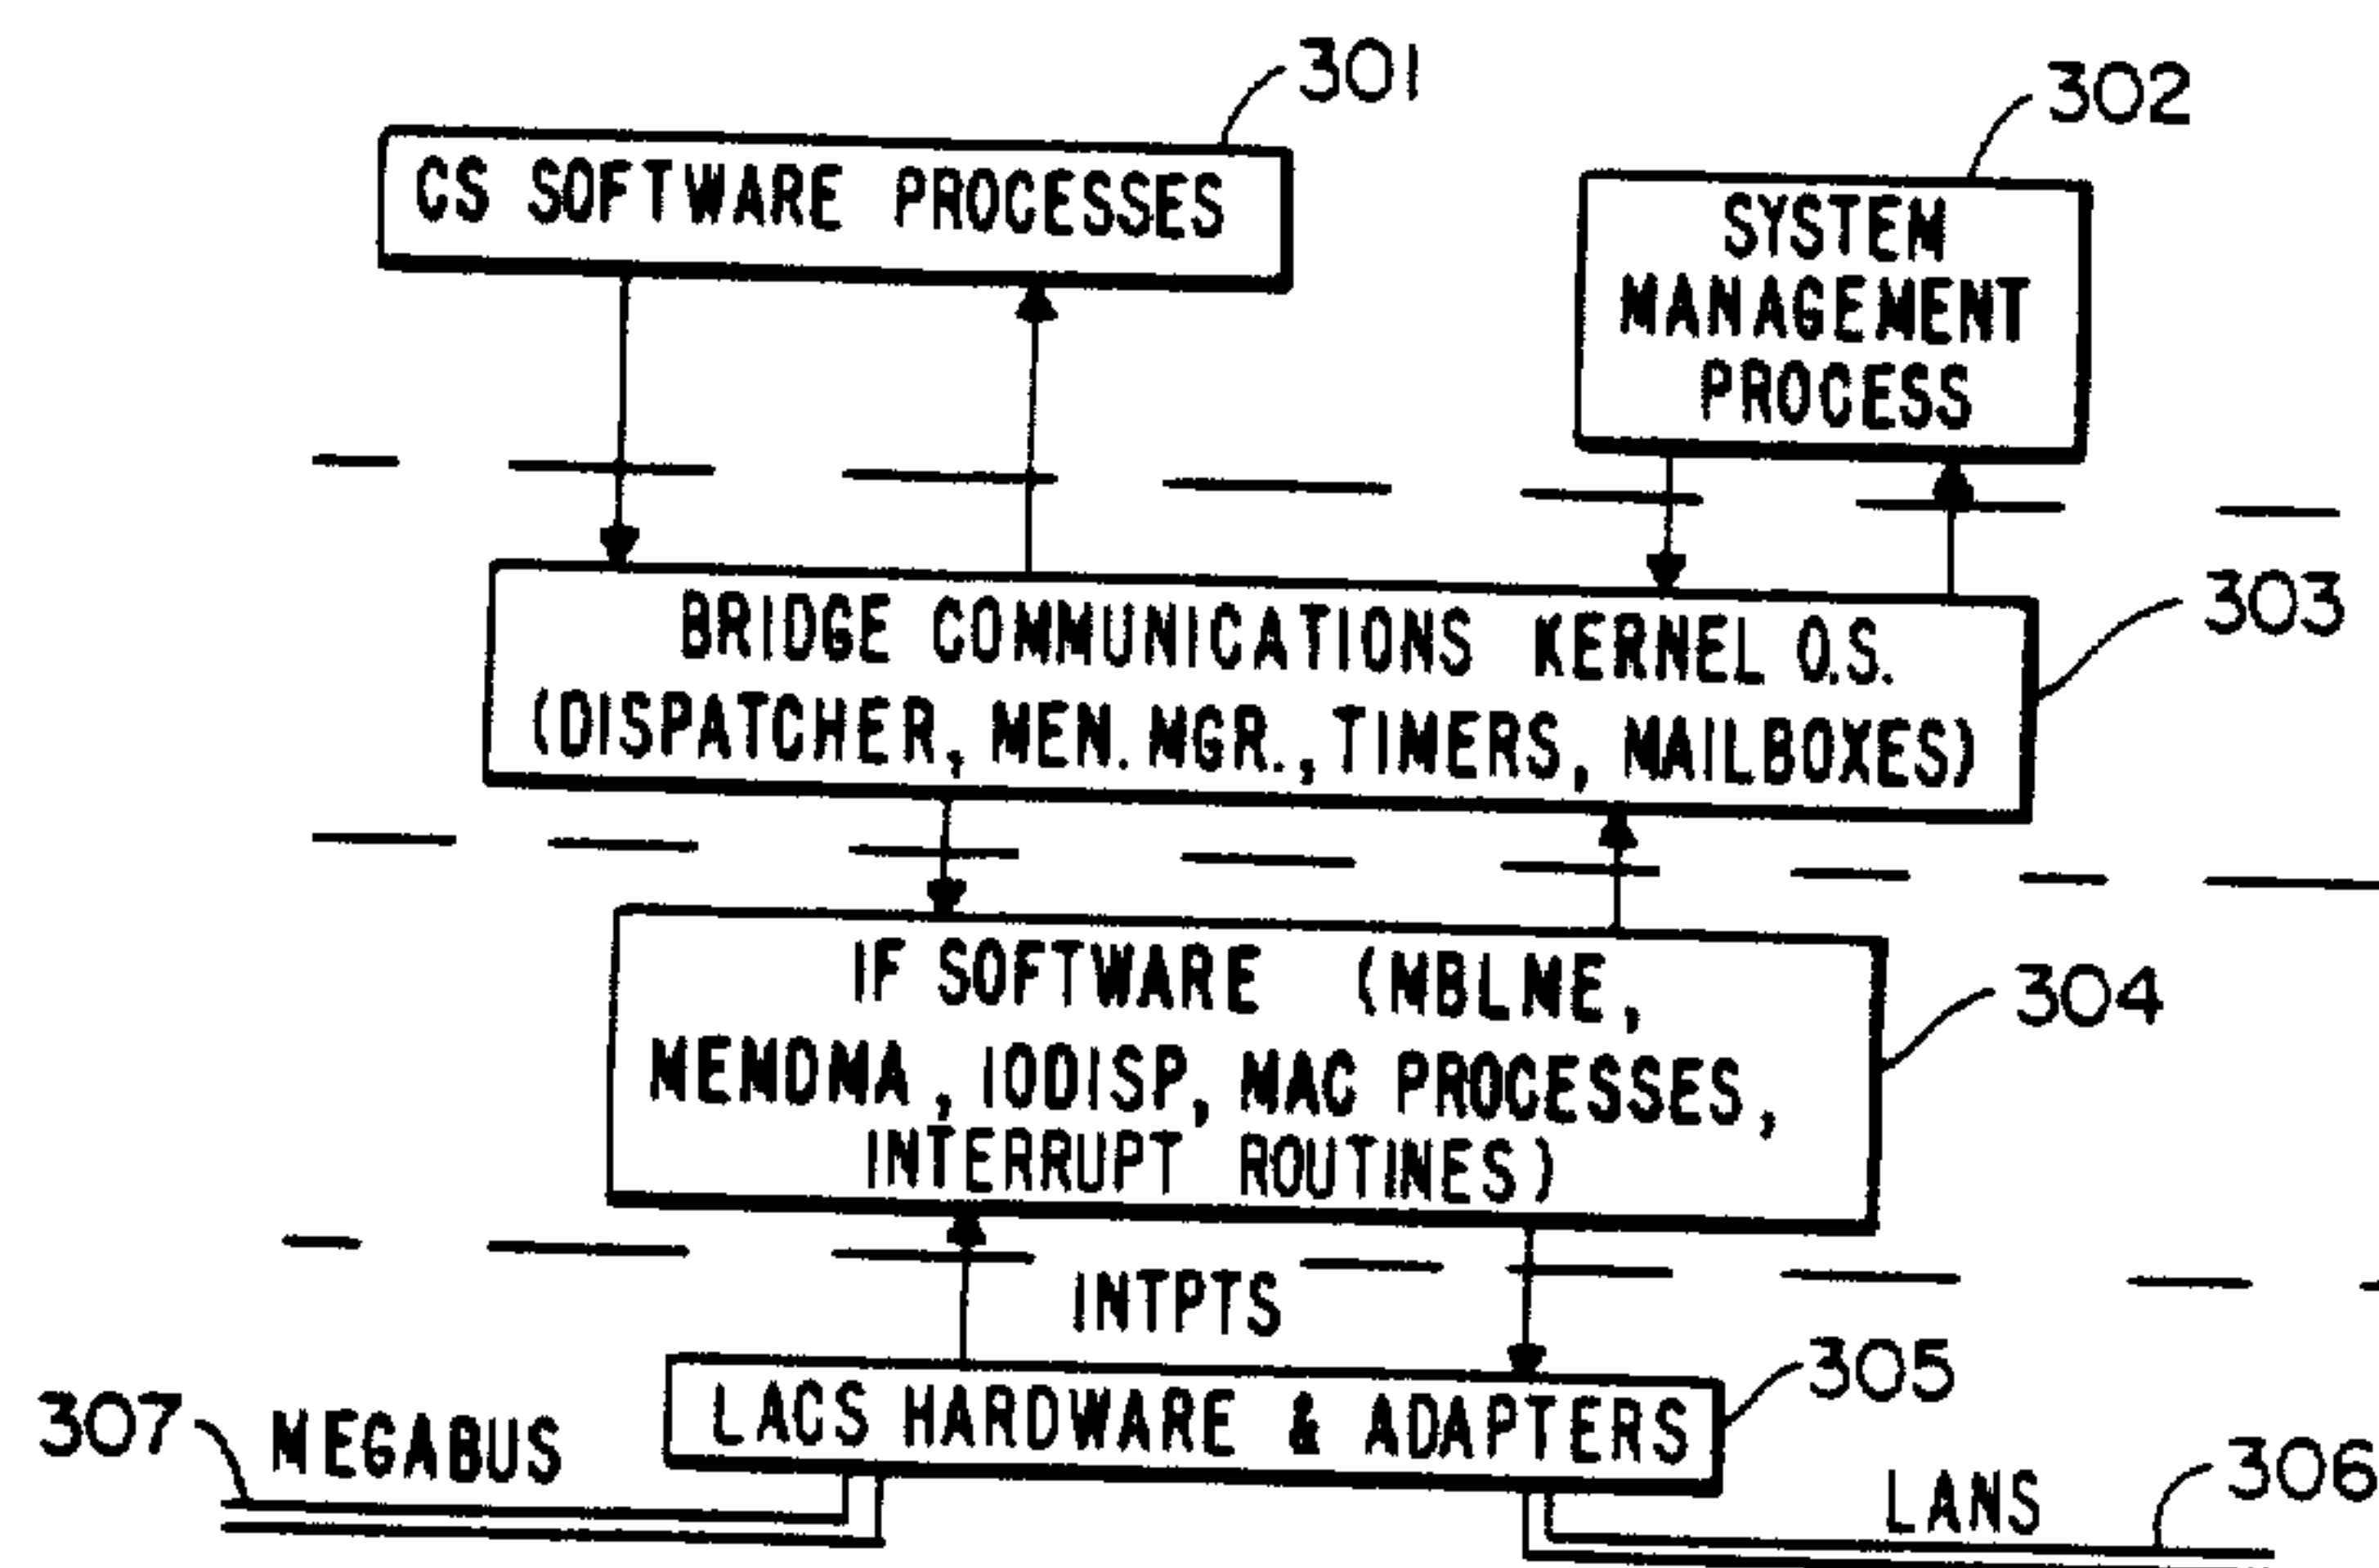 301
302
CS SOFTWARE PROCESSES
SYSTEM
MANAGEMENT
PROCESS
303
BRIDGE COMMUNICATIONS KERNEL O.S.
(DISPATCHER, MEM. MGR., TIMERS, MAILBOXES)
304
IF SOFTWARE (MBLME,
MEMDMA, IODISP, MAC PROCESSES,
INTERRUPT ROUTINES)
INTPTS
305
LACS HARDWARE & ADAPTERS
307
MEGABUS
LANS
306